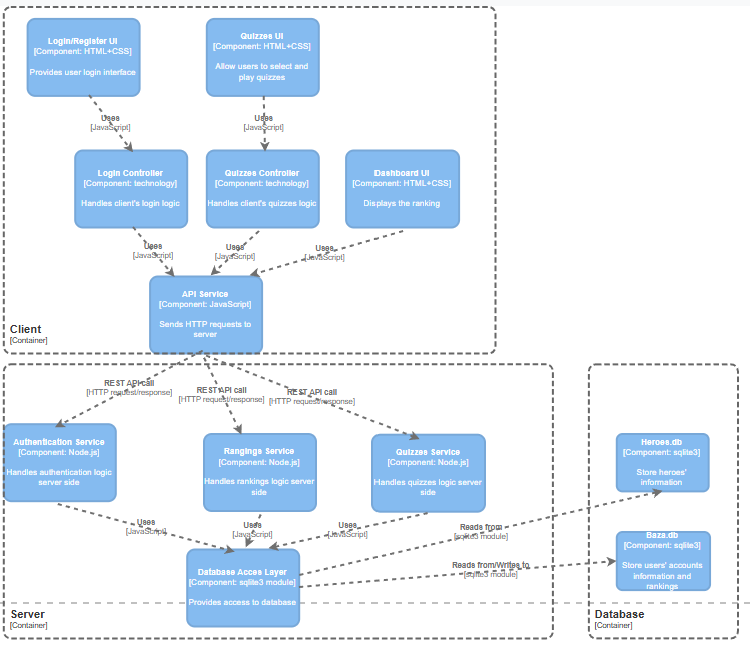 Login/Register UI
[Component: HTML+CSS]
Provides user login interface
Quizzes UI
[Component: HTML+CSS]
Allow users to select and
play quizzes
Uses
[JavaScript]
Uses
[JavaScript]
Login Controller
[Component: technology]
Handles client's login logic
Quizzes Controller
[Component: technology]
Handles client's quizzes logic
Dashboard UI
[Component: HTML+CSS]
Displays the ranking
Uses
[JavaScript]
Uses
[JavaScript]
Uses
[JavaScript]
API Service
[Component: JavaScript]
Sends HTTP requests to
server
Client
[Container]
REST API call
[HTTP request/response]
REST API call
[HTTP request/response]
REST API call
[HTTP request/response]
Authentication Service
[Component: Node.js]
Handles authentication logic
server side
Rangings Service
[Component: Node.js]
Handles rankings logic server
side
Quizzes Service
[Component: Node.js]
Handles quizzes logic server
side
Heroes.db
[Component: sqlite3]
Store heroes'
information
Uses
[JavaScript]
Uses
[JavaScript]
Uses
[JavaScript]
Reads from
[sqlite3 module]
Baza.db
[Component: sqlite3]
Store users' accounts
information and
rankings
Reads from/Writes to
[sqlite3 module]
Database Acces Layer
[Component: sqlite3 module]
Provides access to database
Server
[Container]
Database
[Container]